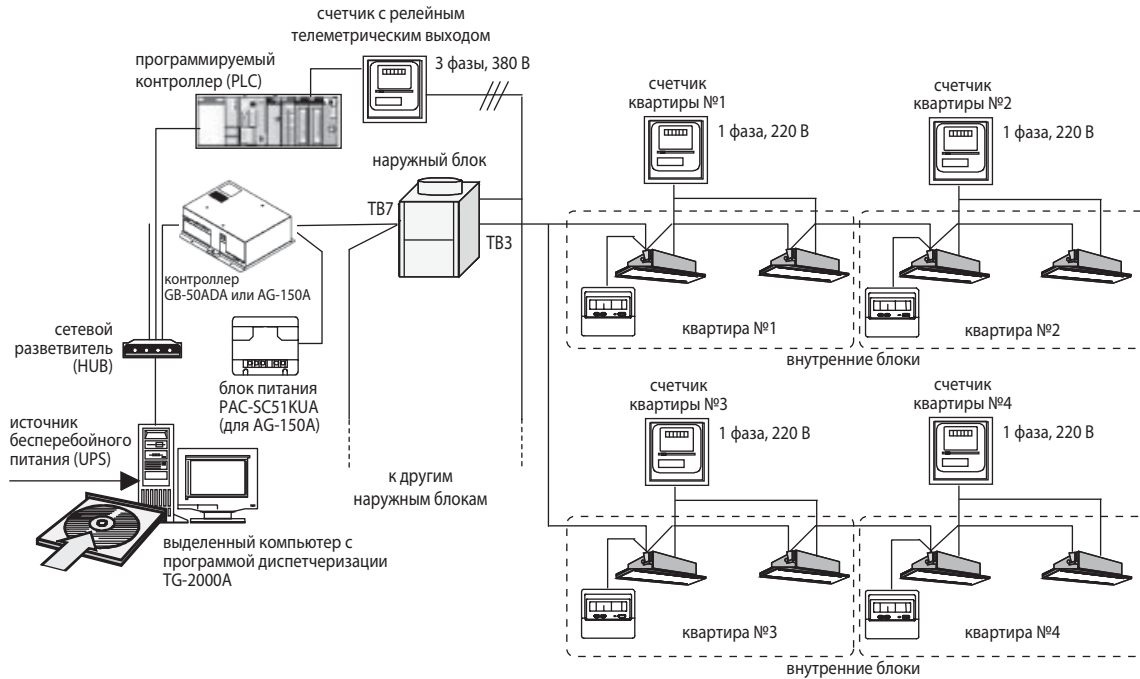 счетчик с релейным
телеметрическим выходом
программируемый
контроллер (PLC)
3 фазы, 380 В
счетчик
квартиры №1
1 фаза, 220 В
счетчик
квартиры №2
1 фаза, 220 В
наружный блок
TB7
TB3
контроллер
GB-50ADA или AG-150A
квартира №1
квартира №2
внутренние блоки
сетевой
разветвитель
(HUB)
блок питания
PAC-SC51KUA
(для AG-150A)
счетчик
квартиры №3
1 фаза, 220 В
счетчик
квартиры №4
1 фаза, 220 В
источник
бесперебойного
питания (UPS)
к другим
наружным блокам
выделенный компьютер с
программой диспетчеризации
TG-2000A
квартира №3
квартира №4
внутренние блоки